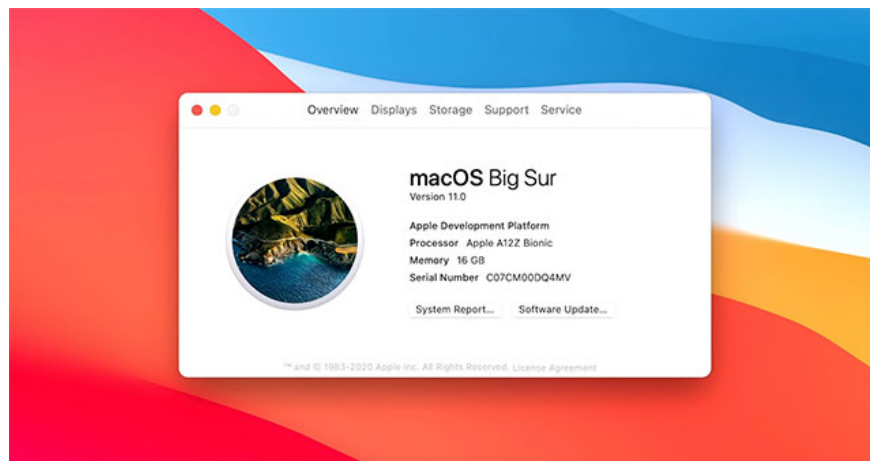 Overview Displays Storage Support Service
macOS Big Sur
Version 11.0
Apple Development Platform
Processor Apple A12Z Bionic
Memory 16 GB
Serial Number C07CM00DQ4MV
System Report... Software Update...
™ and © 1983-2020 Apple Inc. All Rights Reserved. License Agreement